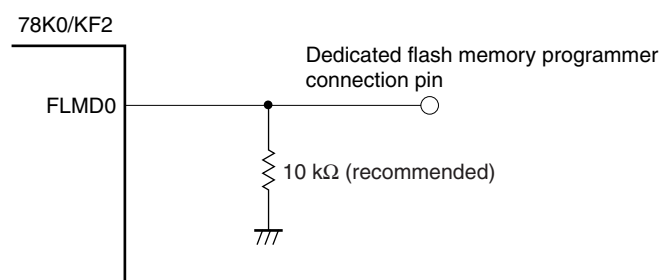 78K0/KF2
Dedicated flash memory programmer
connection pin
FLMD0
10 kΩ (recommended)